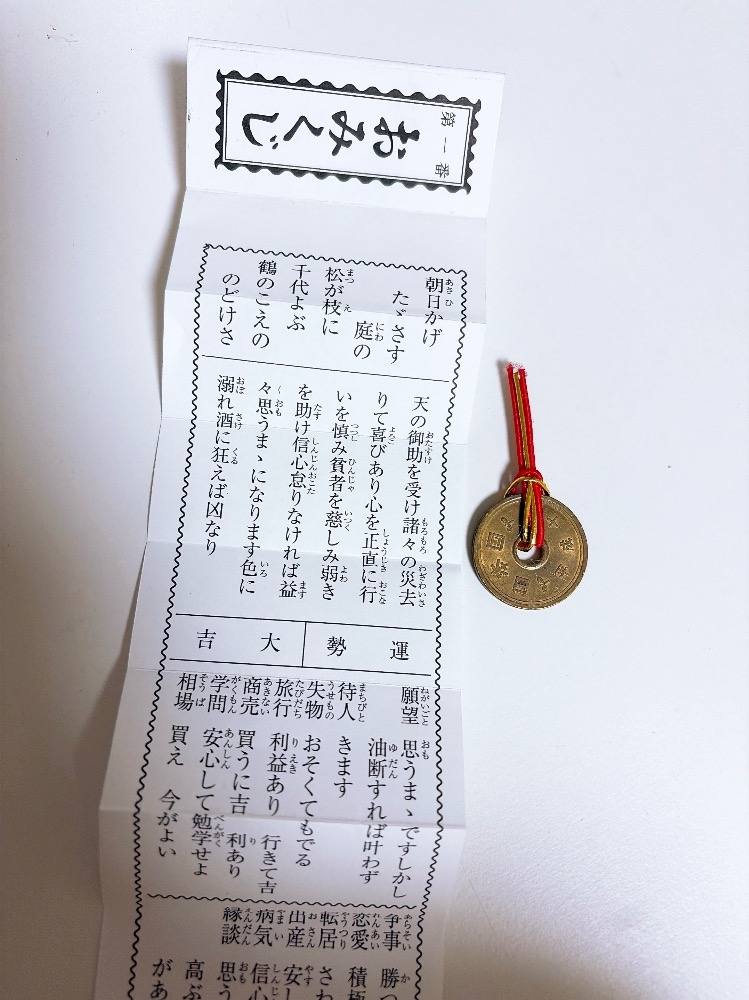 第一番
おみくじ
朝日かげ
たゞさす
庭の
松が枝に
千代よぶ
鶴のこえの
のどけさ
天の御助を受け諸々の災去
りて喜びあり心を正直に行
いを慎み貧者を慈しみ弱き
を助け信心怠りなければ益
々思うまゝになります色に
溺れ酒に狂えば凶なり
運勢
大吉
願望 思うまゝですしかし
油断すれば叶わず
待人 きます
失物 おそくてもでる
旅行 利益あり 行きて吉
商売 買うに吉 利あり
学問 安心して勉学せよ
相場 買え 今がよい
争事 勝つ
恋愛 積極
転居 さわ
出産 安し
病気 信心
縁談 思う
高ぶ
があ